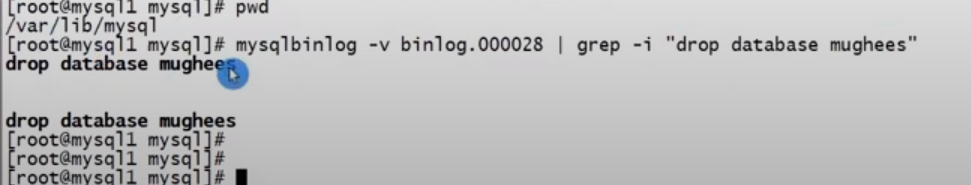 [root@mysql1 mysql]# pwd
/var/lib/mysql
[root@mysql1 mysql]# mysqlbinlog -v binlog.000028 | grep -i "drop database mughees"
drop database mughees
drop database mughees
[root@mysql1 mysql]#
[root@mysql1 mysql]#
[root@mysql1 mysql]#